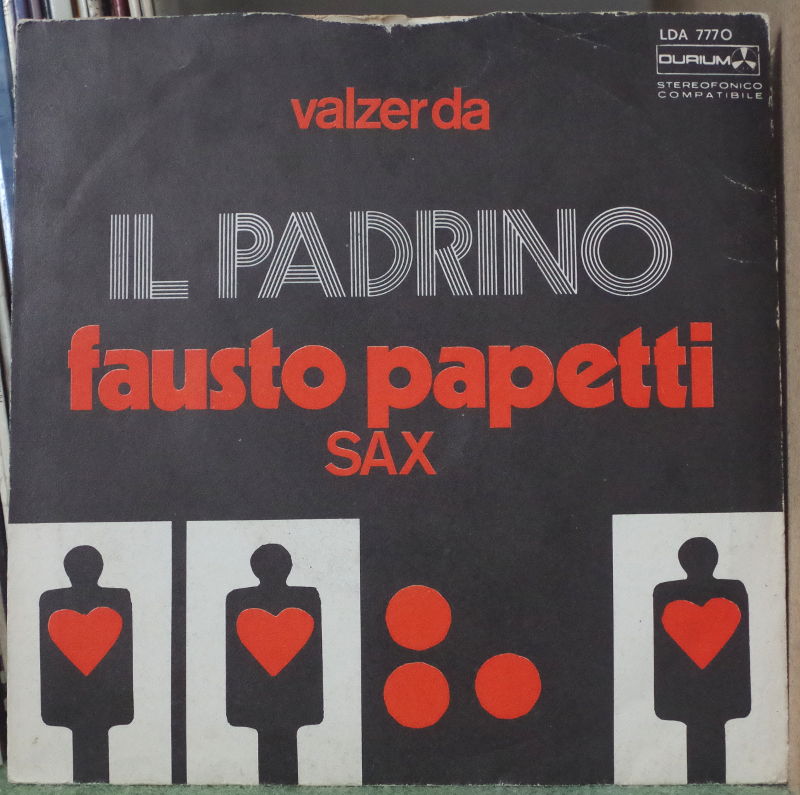 LDA 7770
DURIUM
STEREOFONICO
COMPATIBILE
valzer da
IL PADRINO
fausto papetti
SAX